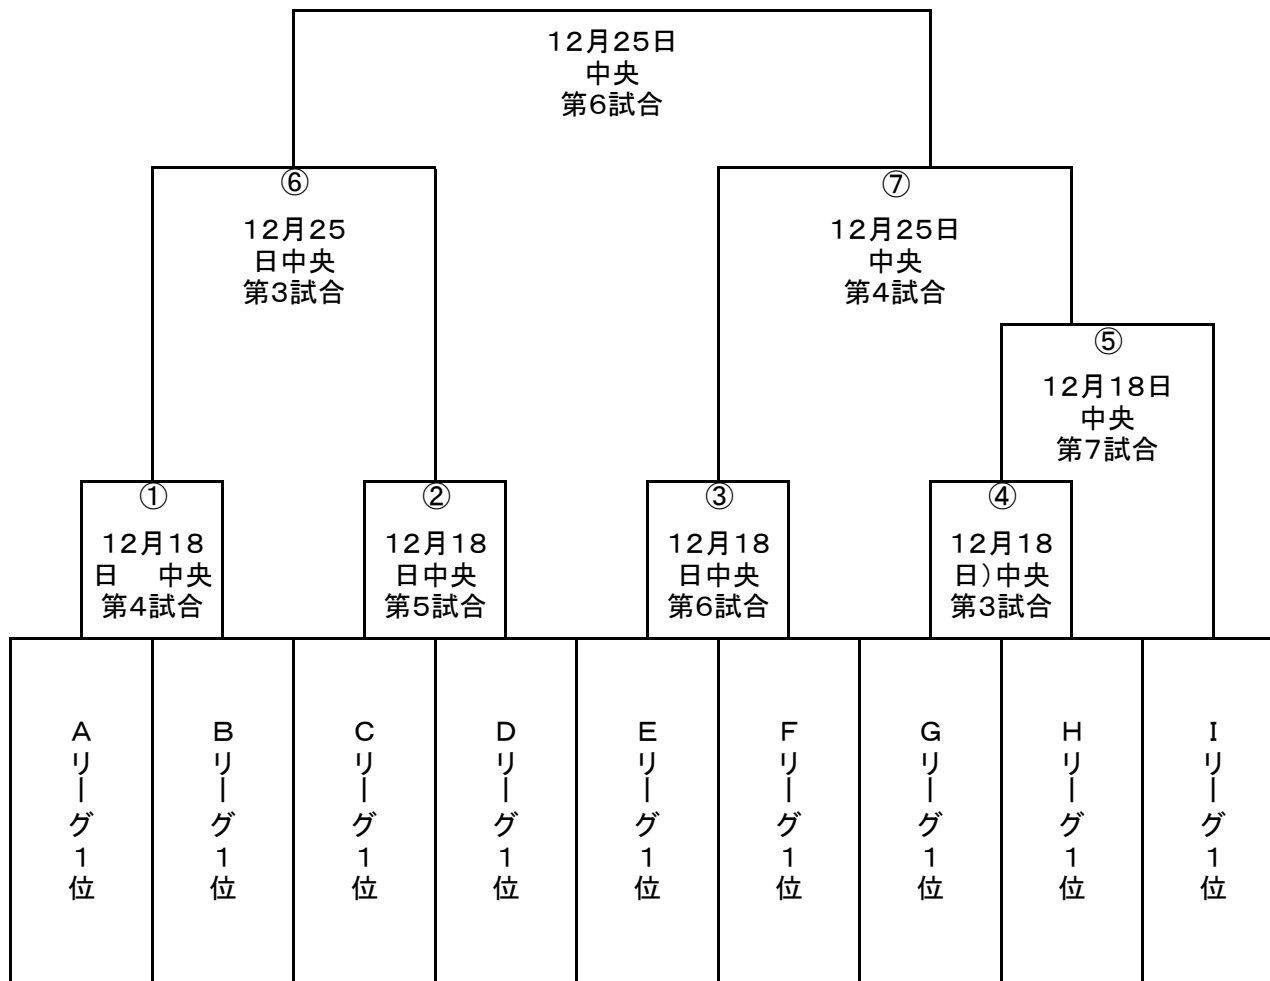 12月25日
中央
第6試合
⑥
12月25
日中央
第3試合
⑦
12月25日
中央
第4試合
⑤
12月18日
中央
第7試合
①
12月18
日　中央
第4試合
②
12月18
日中央
第5試合
③
12月18
日中央
第6試合
④
12月18
日）中央
第3試合
Aリーグ1位
Bリーグ1位
Cリーグ1位
Dリーグ1位
Eリーグ1位
Fリーグ1位
Gリーグ1位
Hリーグ1位
Iリーグ1位